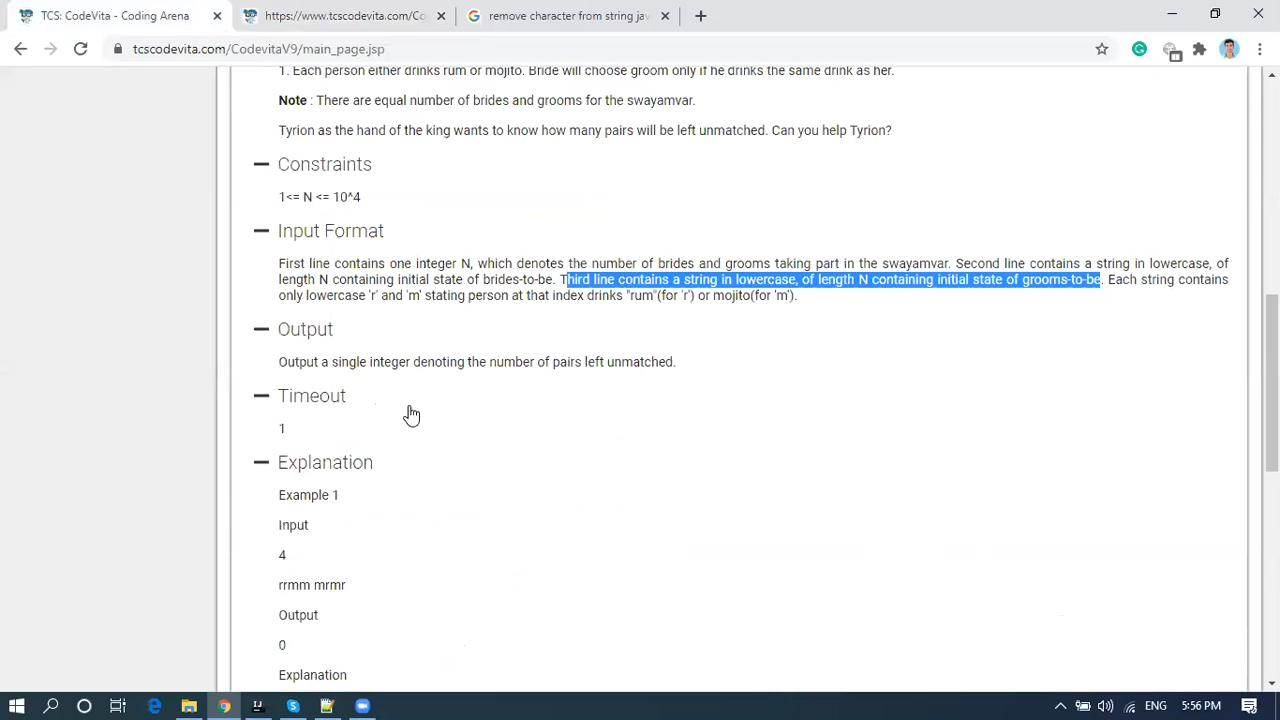 TCS: CodeVita - Coding Arena
https://www.tcscodevita.com/Co
remove character from string jav
tcscodevita.com/CodevitaV9/main_page.jsp
1. Each person either drinks rum or mojito. Bride will choose groom only if he drinks the same drink as her.
Note : There are equal number of brides and grooms for the swayamvar.
Tyrion as the hand of the king wants to know how many pairs will be left unmatched. Can you help Tyrion?
Constraints
1<= N <= 10^4
Input Format
First line contains one integer N, which denotes the number of brides and grooms taking part in the swayamvar. Second line contains a string in lowercase, of
length N containing initial state of brides-to-be. Third line contains a string in lowercase, of length N containing initial state of grooms-to-be. Each string contains
only lowercase 'r' and 'm' stating person at that index drinks "rum"(for 'r') or mojito(for 'm').
Output
Output a single integer denoting the number of pairs left unmatched.
Timeout
1
Explanation
Example 1
Input
4
rrmm mrmr
Output
0
Explanation
ENG
5:56 PM